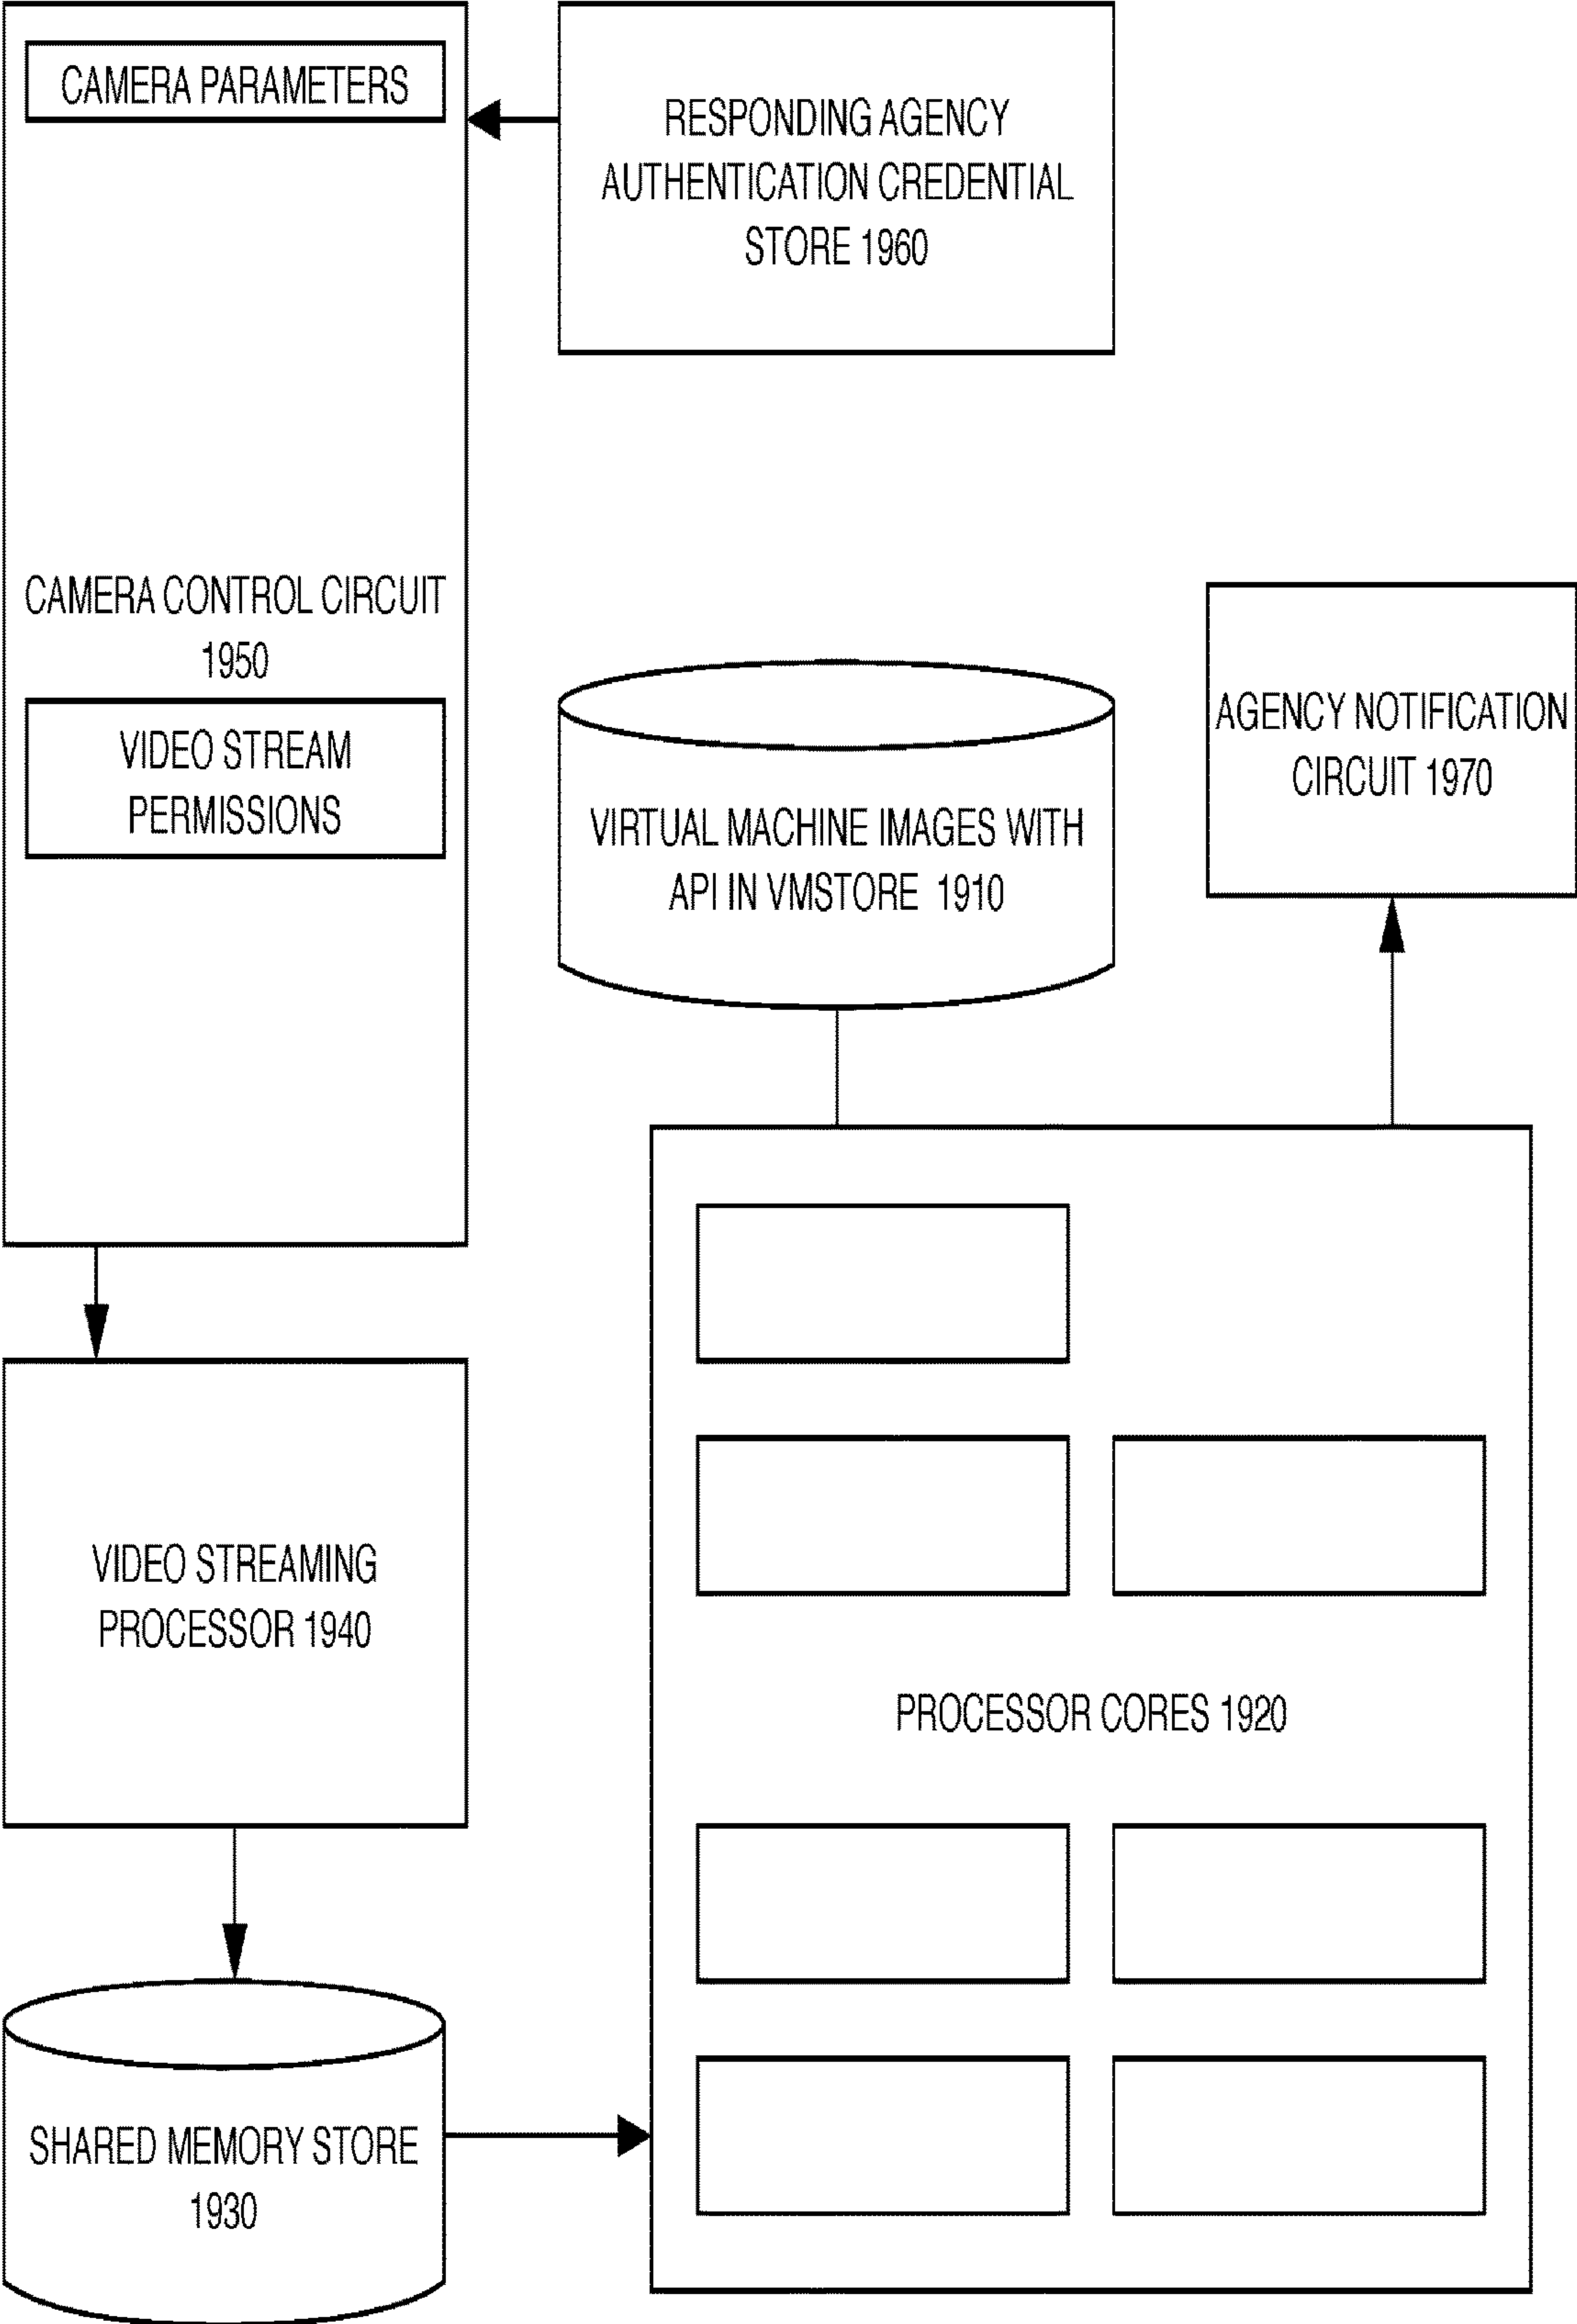 CAMERA PARAMETERS
RESPONDING AGENCY
AUTHENTICATION CREDENTIAL
STORE 1960
CAMERA CONTROL CIRCUIT
1950
VIDEO STREAM
PERMISSIONS
AGENCY NOTIFICATION
CIRCUIT 1970
VIRTUAL MACHINE IMAGES WITH
API IN VMSTORE 1910
VIDEO STREAMING
PROCESSOR 1940
PROCESSOR CORES 1920
SHARED MEMORY STORE
1930